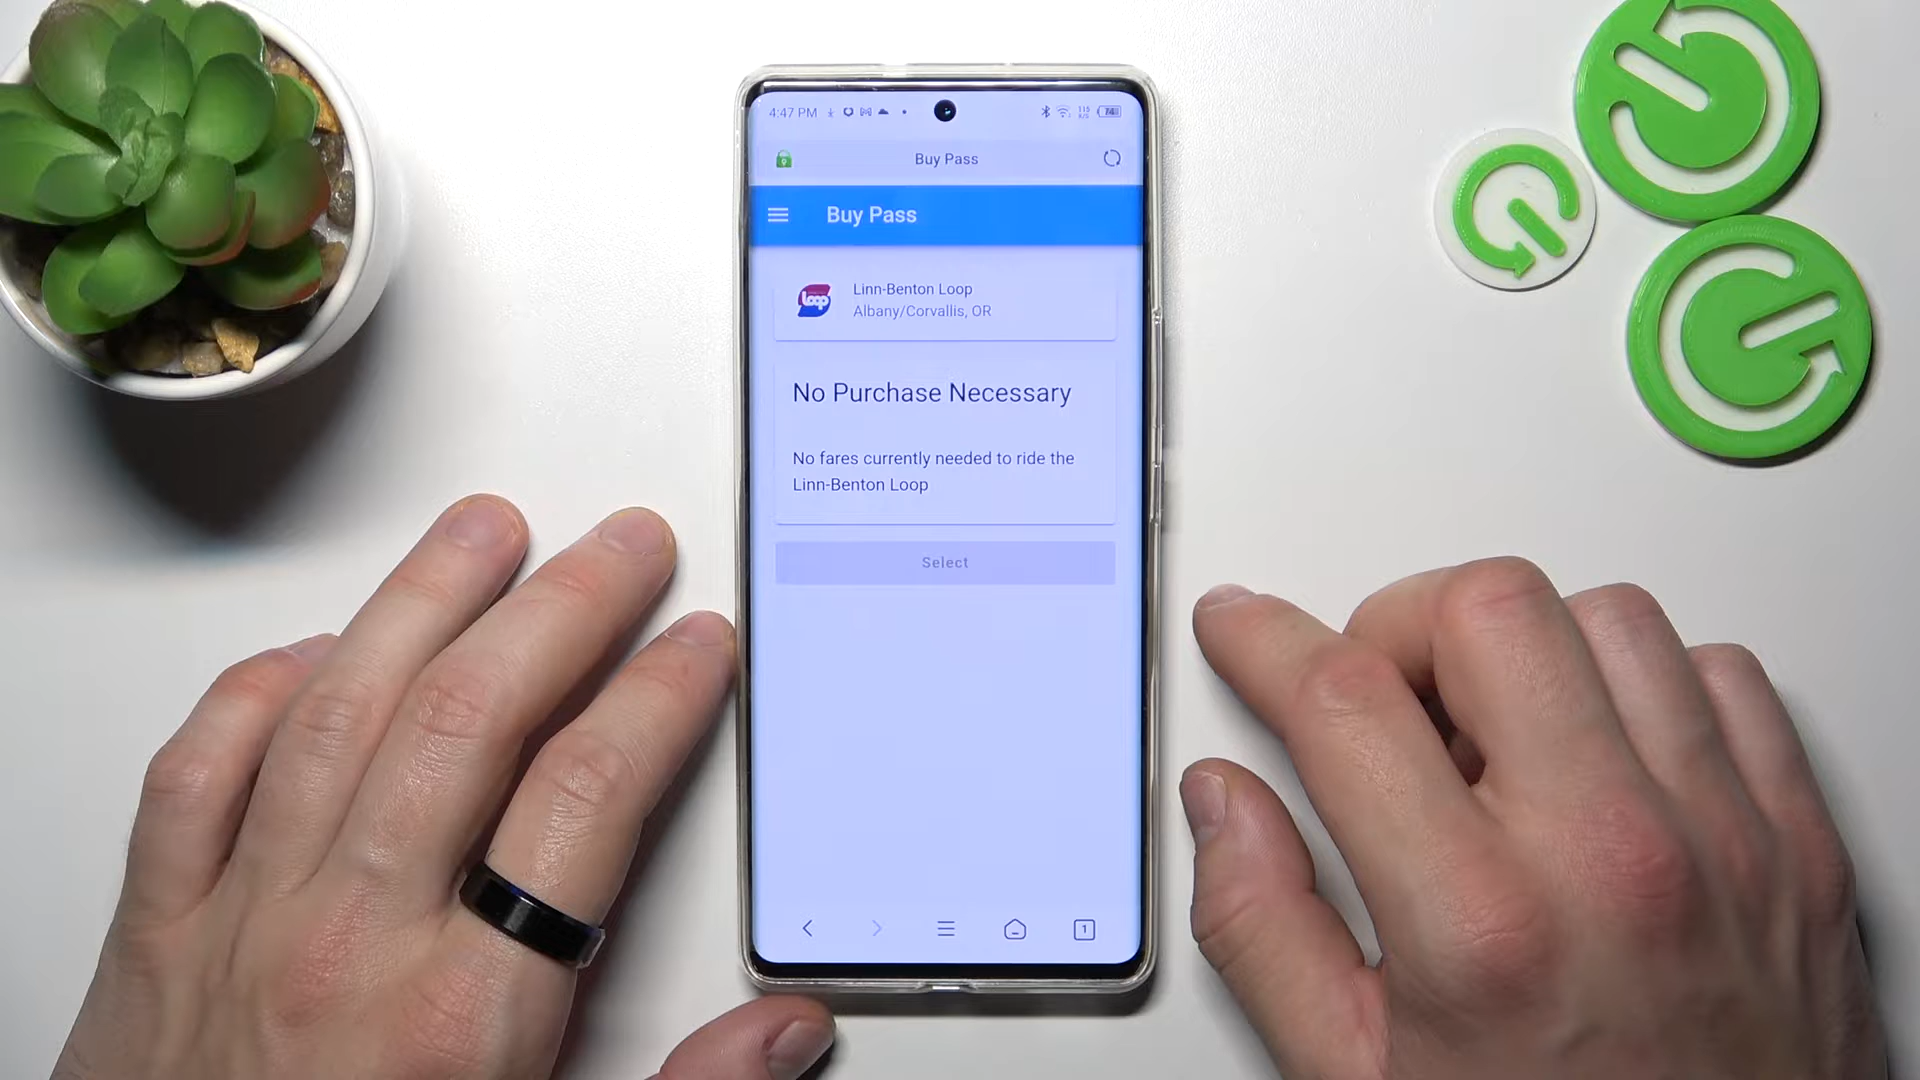 4:47 PM
Buy Pass
Buy Pass
loop
Linn-Benton Loop
Albany/Corvallis, OR
No Purchase Necessary
No fares currently needed to ride the
Linn-Benton Loop
Select
1